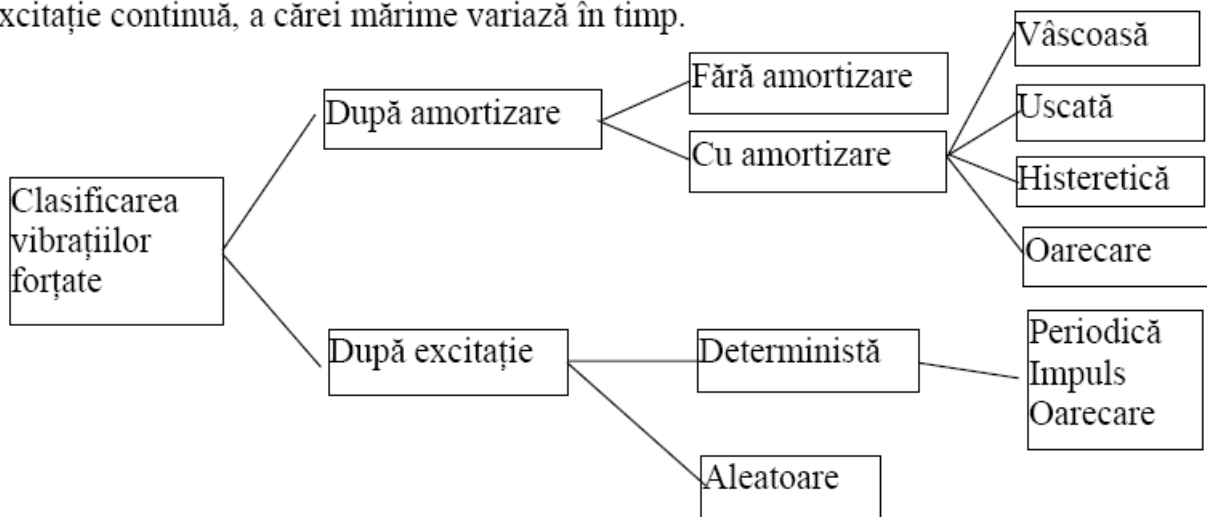 xcitație continuă, a cărei mărime variază în timp.
Clasificarea
vibrațiilor
forțate
După amortizare
Fără amortizare
Cu amortizare
Vâscoasă
Uscată
Histeretică
Oarecare
După excitație
Deterministă
Periodică
Impuls
Oarecare
Aleatoare